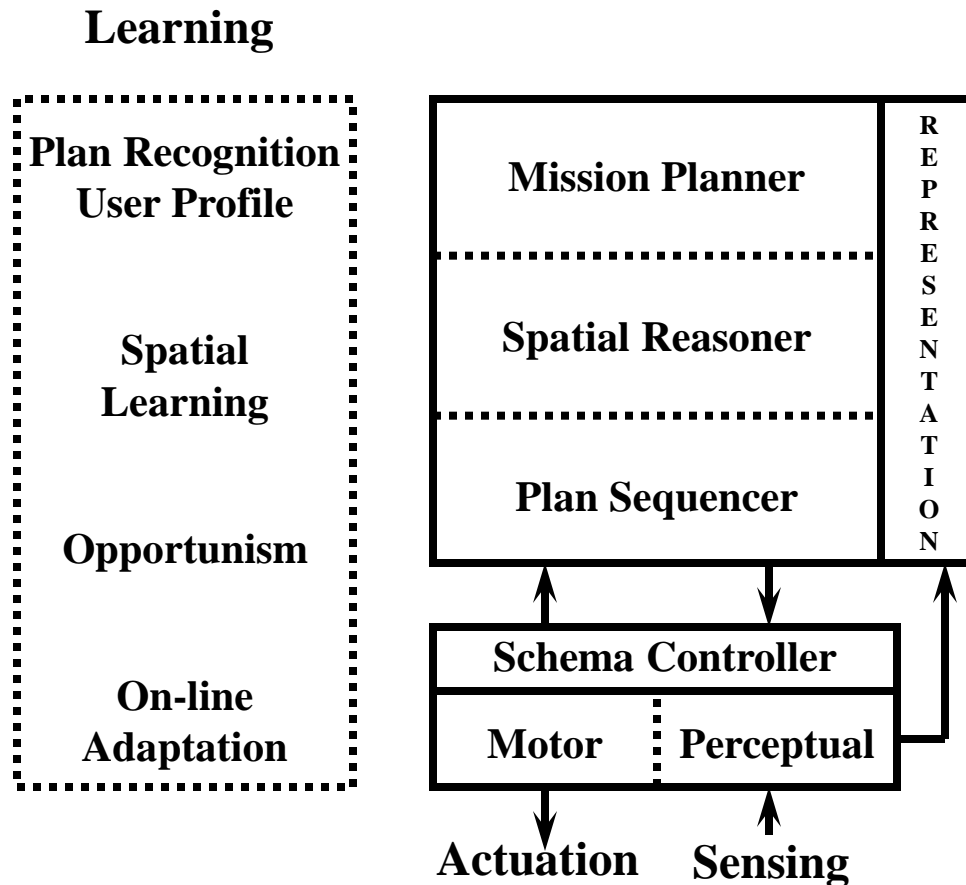 Learning
Plan Recognition
User Profile
Spatial
Learning
Opportunism
On-line
Adaptation
Mission Planner
Spatial Reasoner
Plan Sequencer
REPRESENTATION
Schema Controller
Motor
Perceptual
Actuation
Sensing